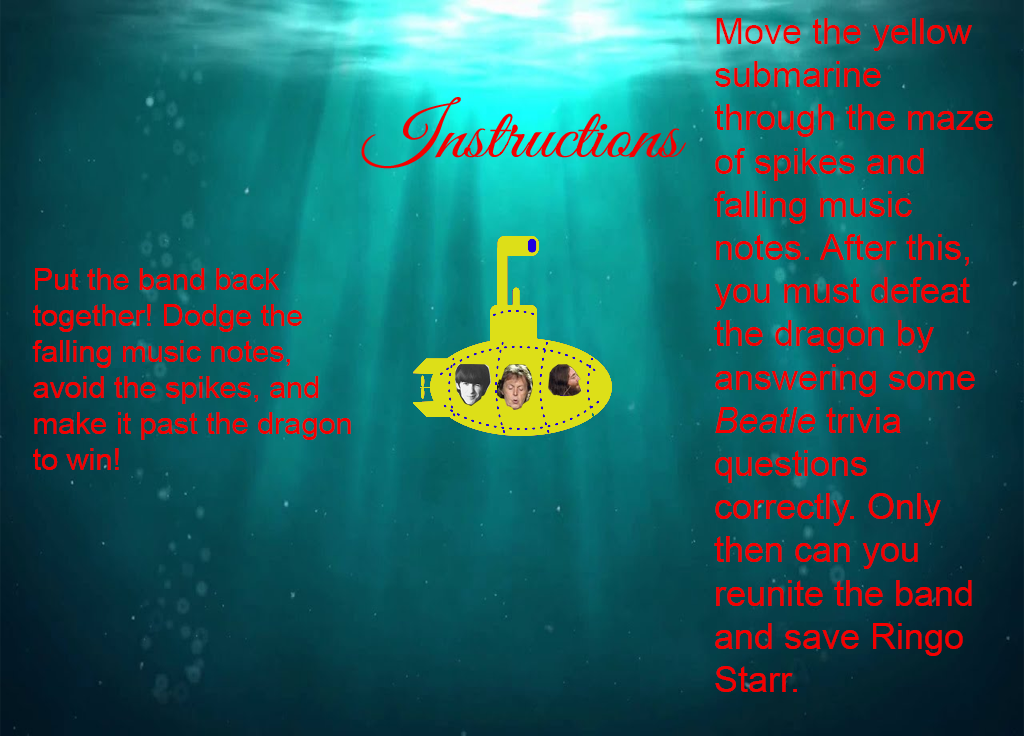 Instructions
Put the band back
together! Dodge the
falling music notes,
avoid the spikes, and
make it past the dragon
to win!
Move the yellow
submarine
through the maze
of spikes and
falling music
notes. After this,
you must defeat
the dragon by
answering some
Beatle trivia
questions
correctly. Only
then can you
reunite the band
and save Ringo
Starr.